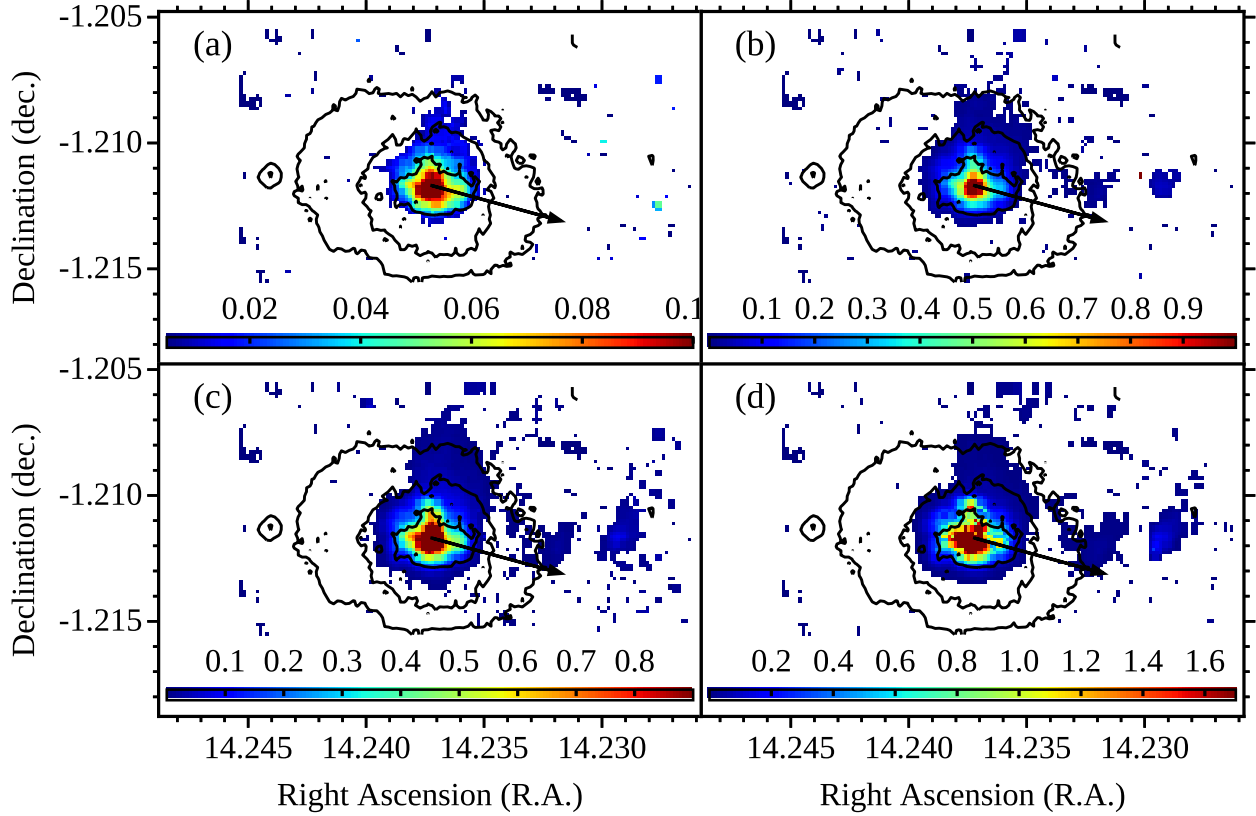 -1.205
(a)
(b)
Declination (dec.)
-1.210
-1.215
0.02 0.04 0.06 0.08 0.1
0.1 0.2 0.3 0.4 0.5 0.6 0.7 0.8 0.9
-1.205
(c)
(d)
Declination (dec.)
-1.210
-1.215
0.1 0.2 0.3 0.4 0.5 0.6 0.7 0.8
0.2 0.4 0.6 0.8 1.0 1.2 1.4 1.6
14.245 14.240 14.235 14.230
14.245 14.240 14.235 14.230
Right Ascension (R.A.)
Right Ascension (R.A.)